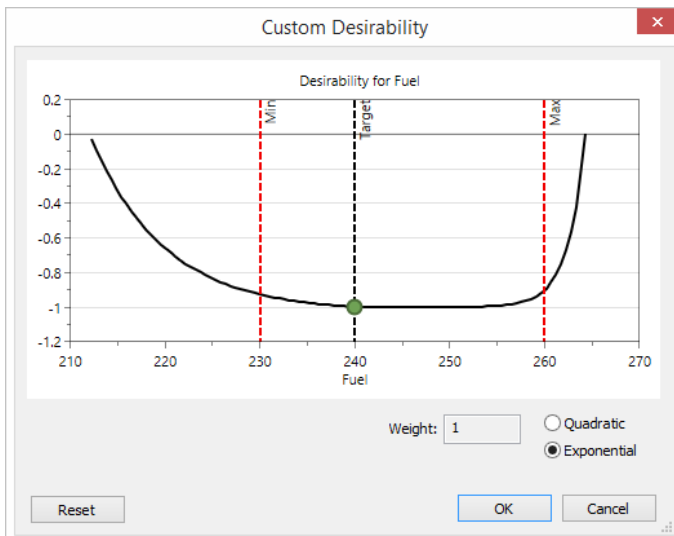 Custom Desirability
Desirability for Fuel
0.2
0
-0.2
-0.4
-0.6
-0.8
-1
-1.2
Min
Target
Max
210 220 230 240 250 260 270
Fuel
Weight: 1
Quadratic
Exponential
Reset OK Cancel